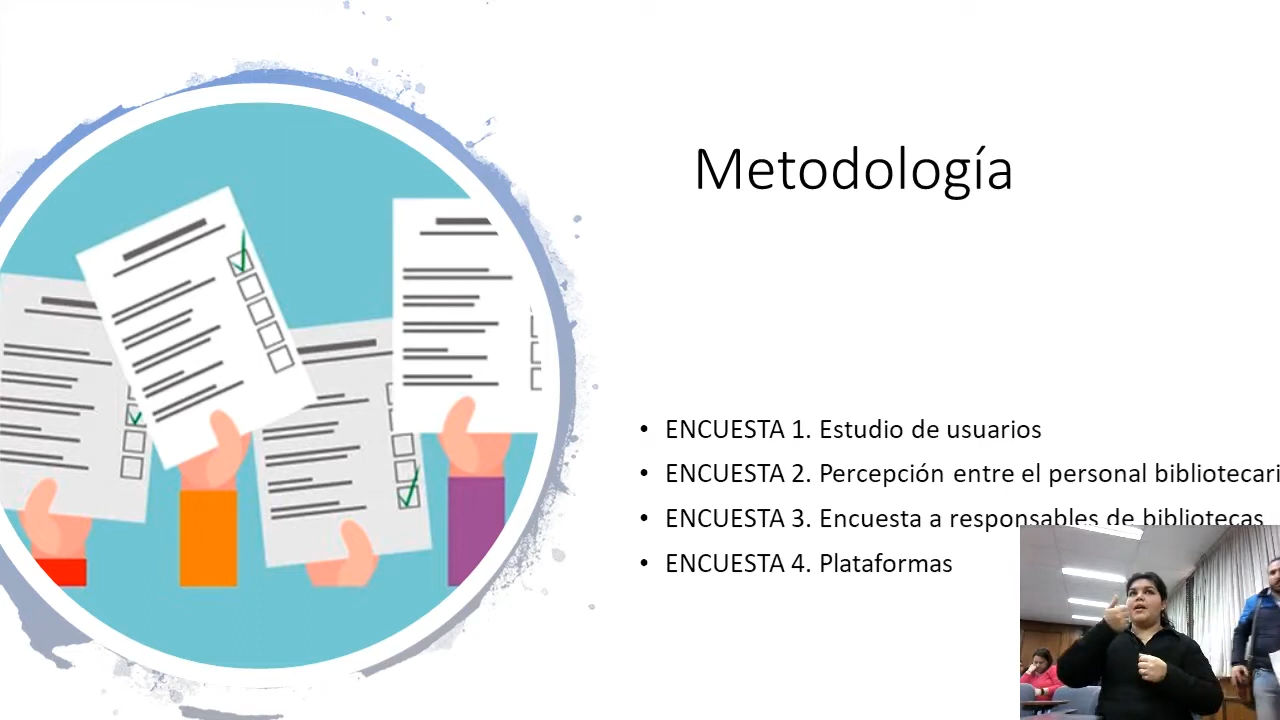 Metodología
• ENCUESTA 1. Estudio de usuarios
• ENCUESTA 2. Percepción entre el personal bibliotecari
• ENCUESTA 3. Encuesta a responsables de bibliotecas
• ENCUESTA 4. Plataformas